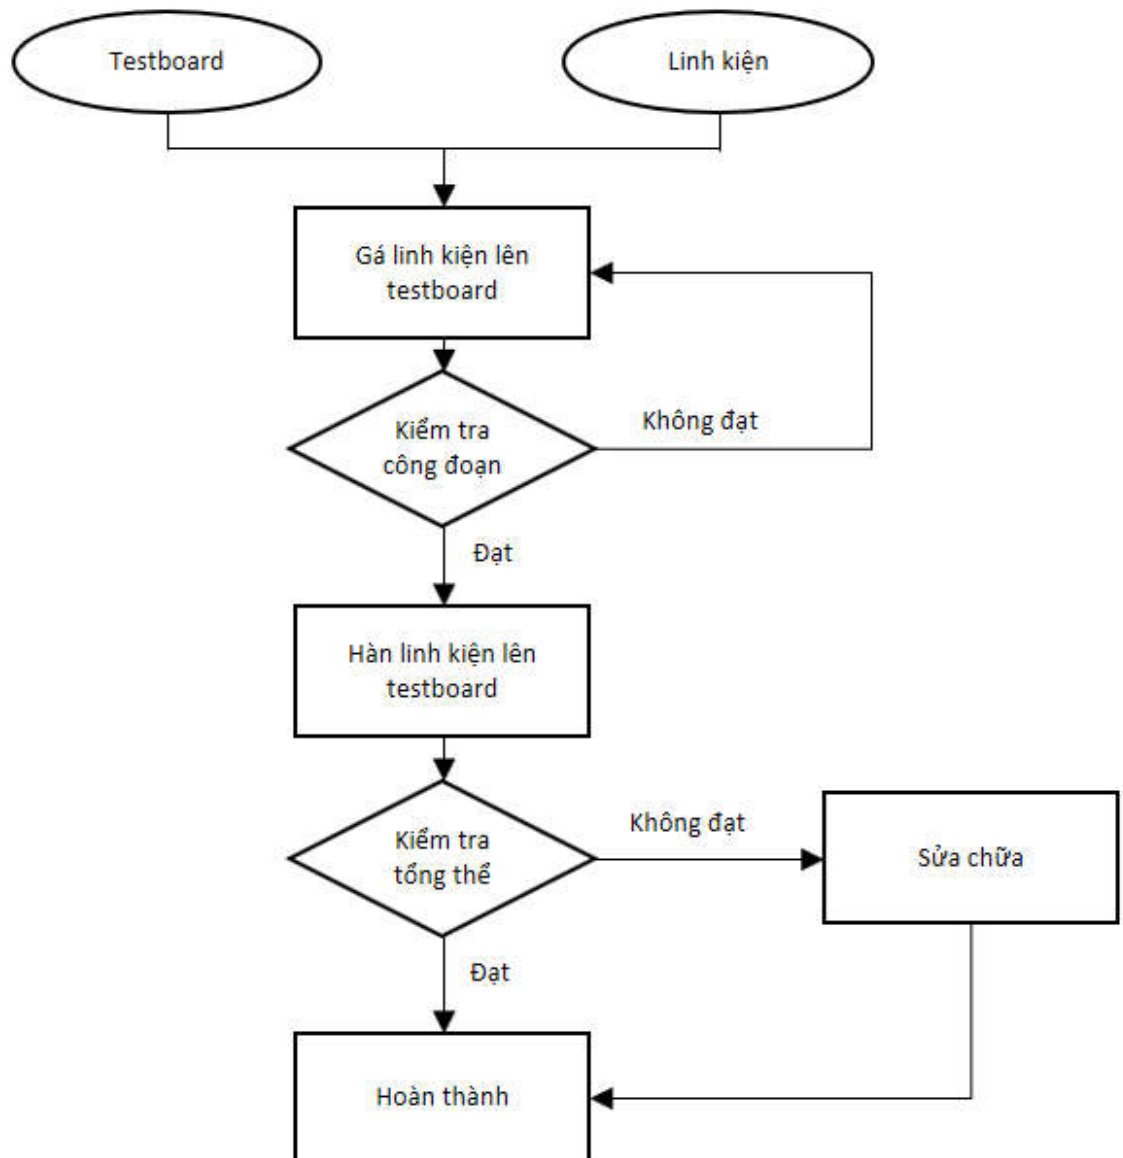 Testboard
Linh kiện
Gá linh kiện lên
testboard
Kiểm tra
công đoạn
Không đạt
Đạt
Hàn linh kiện lên
testboard
Kiểm tra
tổng thể
Không đạt
Sửa chữa
Đạt
Hoàn thành